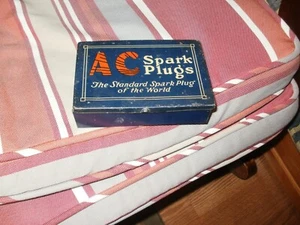 AC Spark
Plugs
The Standard Spark Plug
of the World